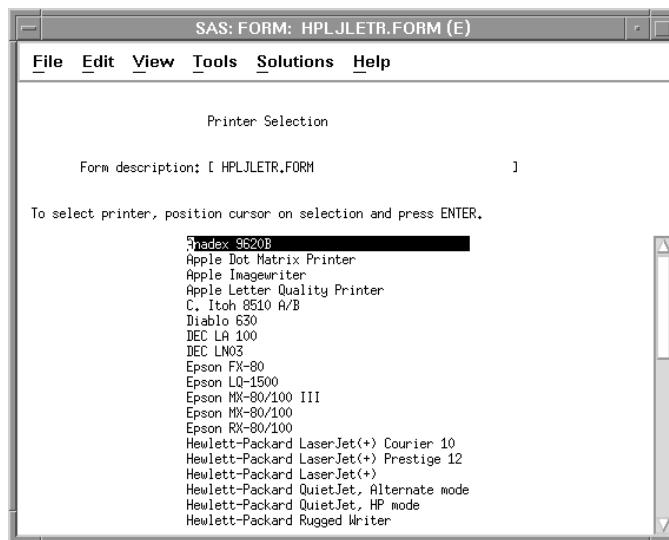 SAS: FORM: HPLJLETR.FORM (E)
File Edit View Tools Solutions Help
Printer Selection
Form description: [ HPLJLETR.FORM ]
To select printer, position cursor on selection and press ENTER.
Anadex 9620B
Apple Dot Matrix Printer
Apple Imagewriter
Apple Letter Quality Printer
C. Itoh 8510 A/B
Diablo 630
DEC LA 100
DEC LN03
Epson FX-80
Epson LQ-1500
Epson MX-80/100 III
Epson MX-80/100
Epson RX-80/100
Hewlett-Packard LaserJet(+) Courier 10
Hewlett-Packard LaserJet(+) Prestige 12
Hewlett-Packard LaserJet(+)
Hewlett-Packard QuietJet, Alternate mode
Hewlett-Packard QuietJet, HP mode
Hewlett-Packard Rugged Writer